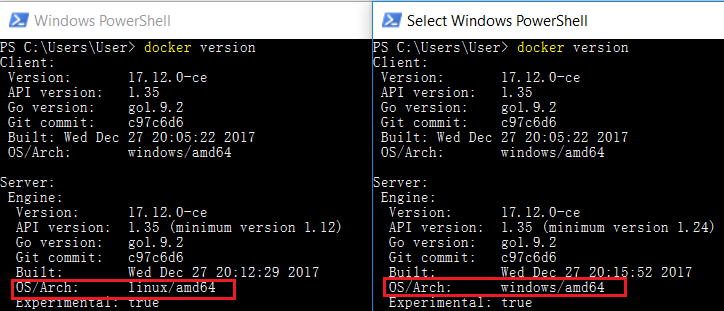 Windows PowerShell
PS C:\Users\User> docker version
Client:
Version: 17.12.0-ce
API version: 1.35
Go version: go1.9.2
Git commit: c97c6d6
Built: Wed Dec 27 20:05:22 2017
OS/Arch: windows/amd64
Server:
Engine:
Version: 17.12.0-ce
API version: 1.35 (minimum version 1.12)
Go version: go1.9.2
Git commit: c97c6d6
Built: Wed Dec 27 20:12:29 2017
OS/Arch: linux/amd64
Experimental: true
Select Windows PowerShell
PS C:\Users\User> docker version
Client:
Version: 17.12.0-ce
API version: 1.35
Go version: go1.9.2
Git commit: c97c6d6
Built: Wed Dec 27 20:05:22 2017
OS/Arch: windows/amd64
Server:
Engine:
Version: 17.12.0-ce
API version: 1.35 (minimum version 1.24)
Go version: go1.9.2
Git commit: c97c6d6
Built: Wed Dec 27 20:15:52 2017
OS/Arch: windows/amd64
Experimental: true